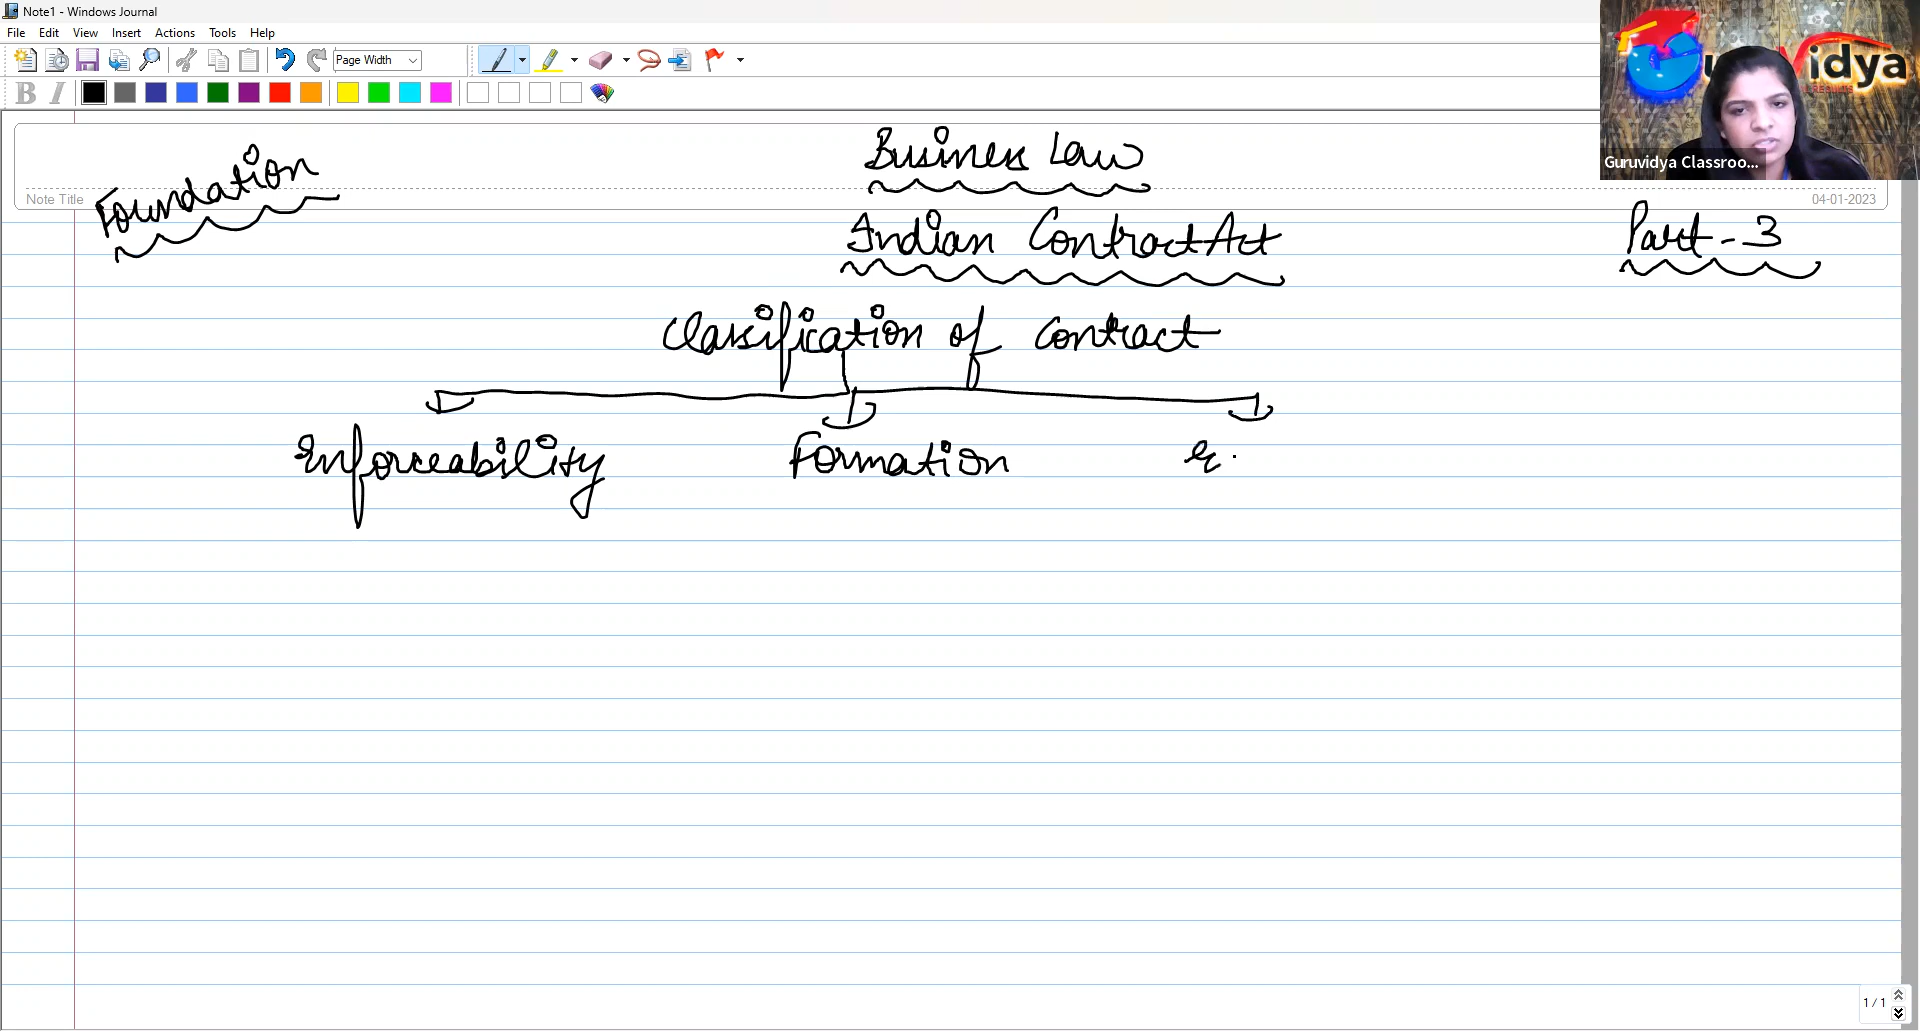 Note1 - Windows Journal
File Edit View Insert Actions Tools Help
Page Width
B I
GuruVidya
Guruvidya Classroo...
Note Title
04-01-2023
Foundation
Business Law
Indian Contract Act
Part - 3
Classification of Contract
Enforceability Formation
1 / 1